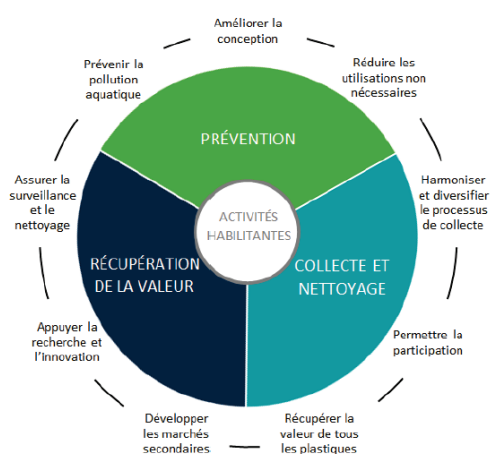 Améliorer la
conception
Réduire les
utilisations non
nécessaires
Harmoniser
et diversifier
le processus
de collecte
Permettre la
participation
Récupérer la
valeur de tous
les plastiques
Développer
les marchés
secondaires
Appuyer la
recherche et
l'Innovation
Assurer la
surveillance
et le
nettoyage
Prévenir la
pollution
aquatique
PRÉVENTION
ACTIVITÉS
HABILITANTES
RÉCUPÉRATION
DE LA VALEUR
COLLECTE ET
NETTOYAGE